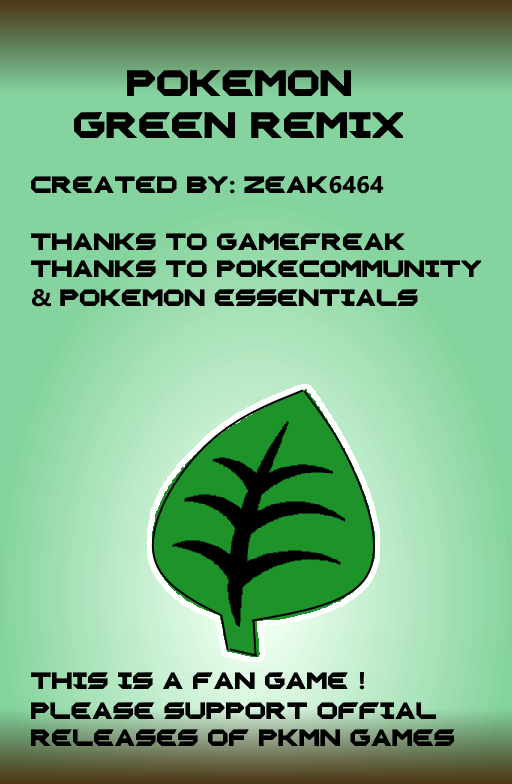 POKEMON
GREEN REMIX
CREATED BY: ZEAK6464
THANKS TO GAMEFREAK
THANKS TO POKECOMMUNITY
& POKEMON ESSENTIALS
THIS IS A FAN GAME !
PLEASE SUPPORT OFFIAL
RELEASES OF PKMN GAMES